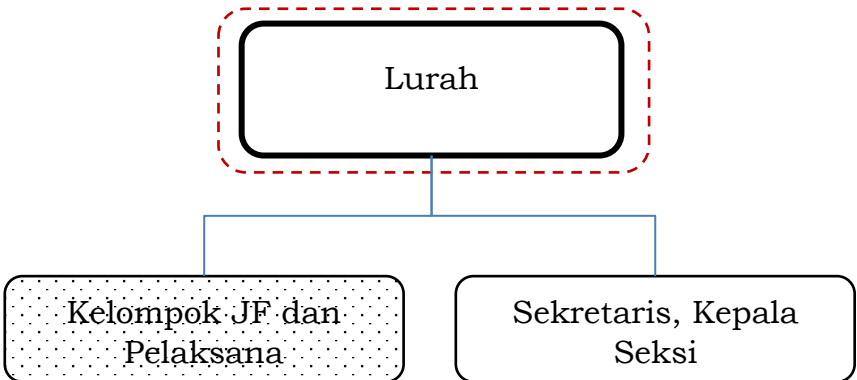 Lurah
Kelompok JF dan
Pelaksana
Sekretaris, Kepala
Seksi